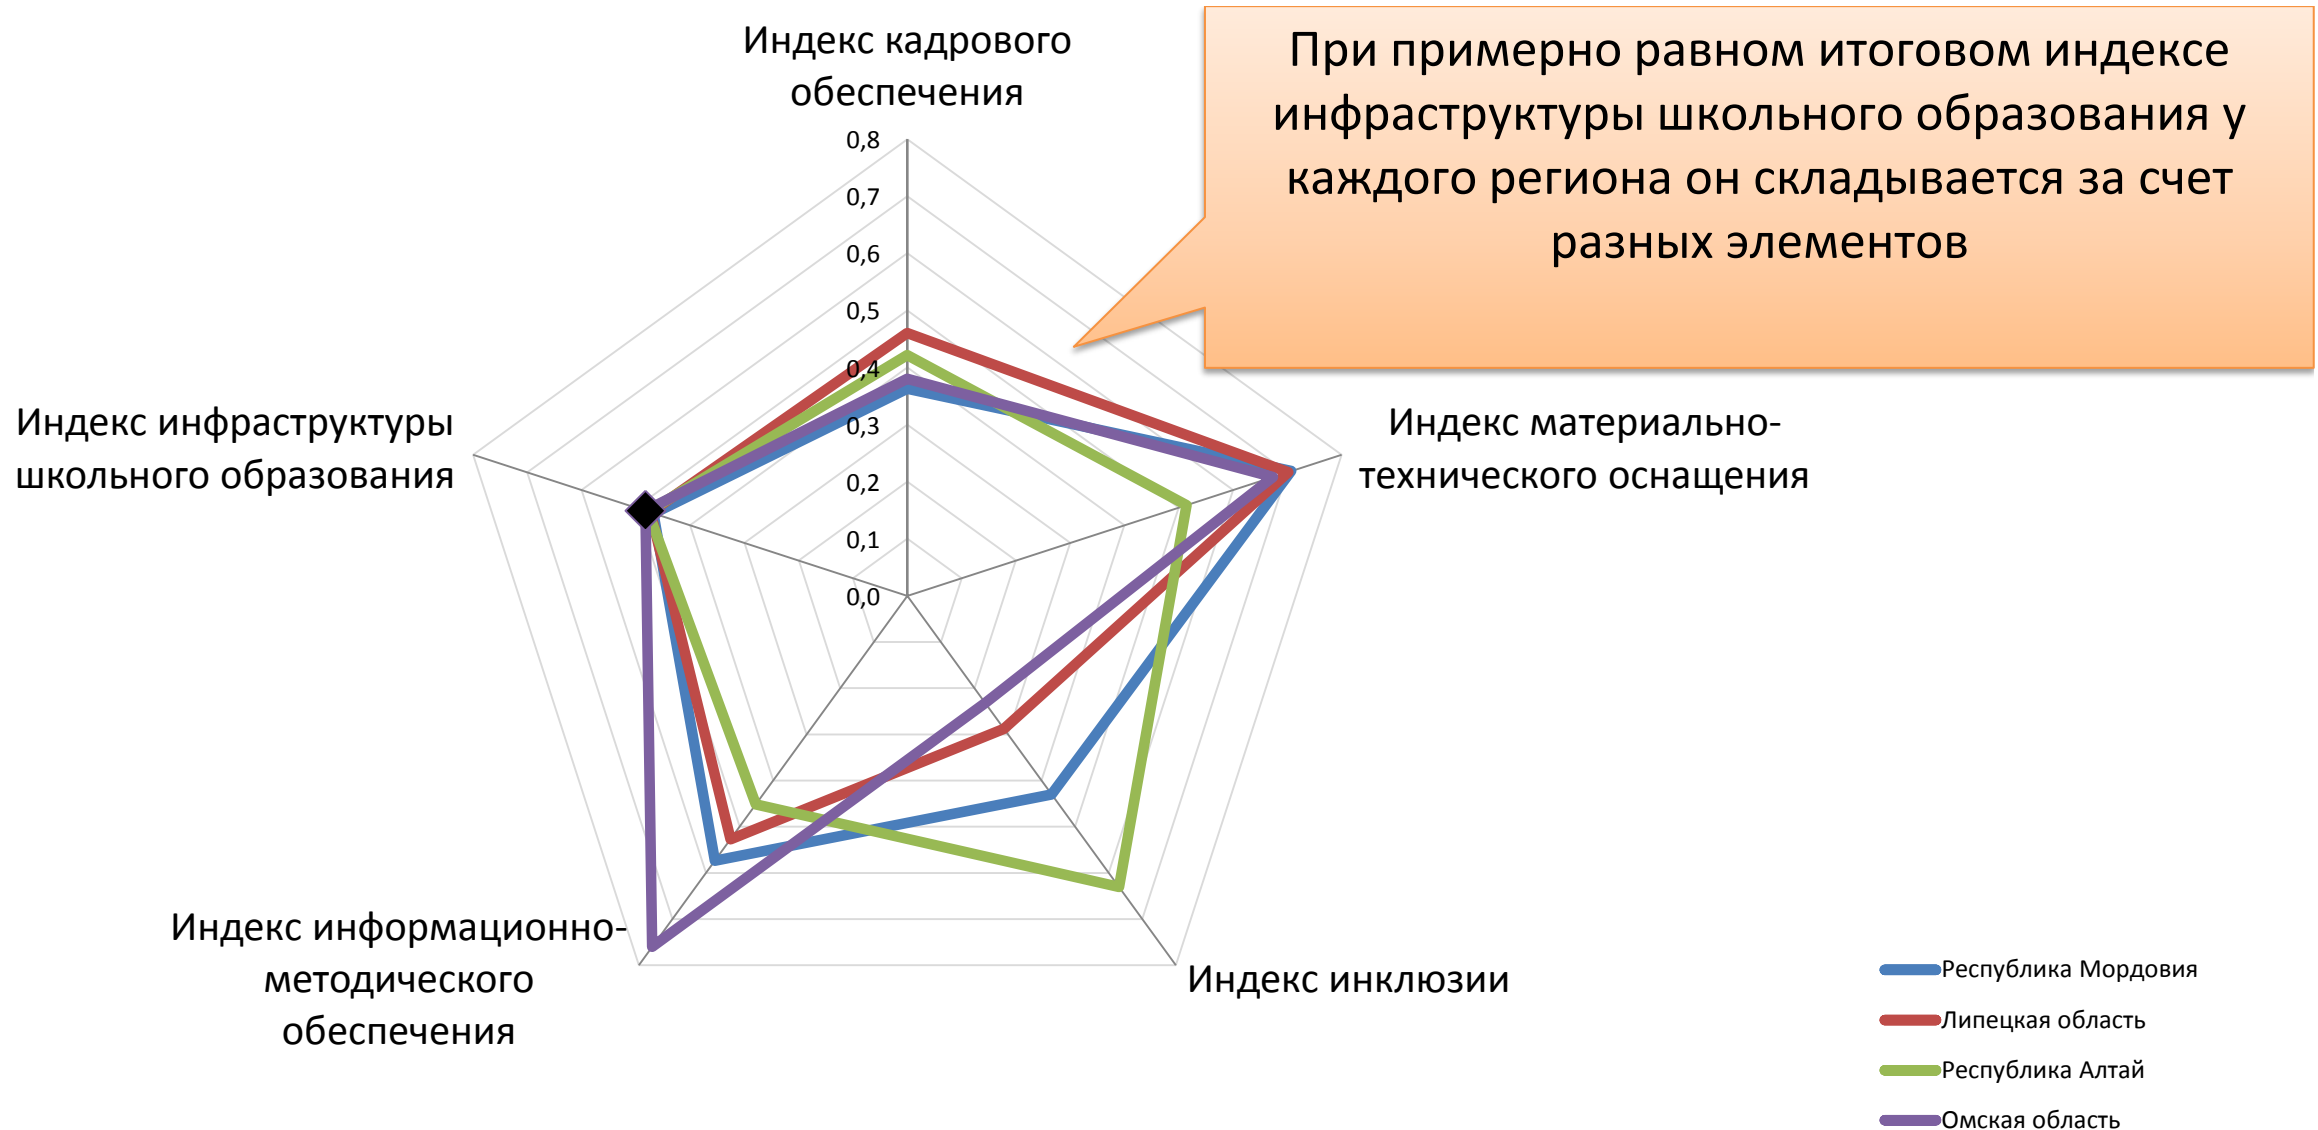 Индекс кадрового
обеспечения
При примерно равном итоговом индексе
инфраструктуры школьного образования у
каждого региона он складывается за счет
разных элементов
0,8
0,7
0,6
0,5
0,4
0,3
0,2
0,1
0,0
Индекс материально-
технического оснащения
Индекс инфраструктуры
школьного образования
Индекс информационно-
методического
обеспечения
Индекс инклюзии
Республика Мордовия
Липецкая область
Республика Алтай
Омская область